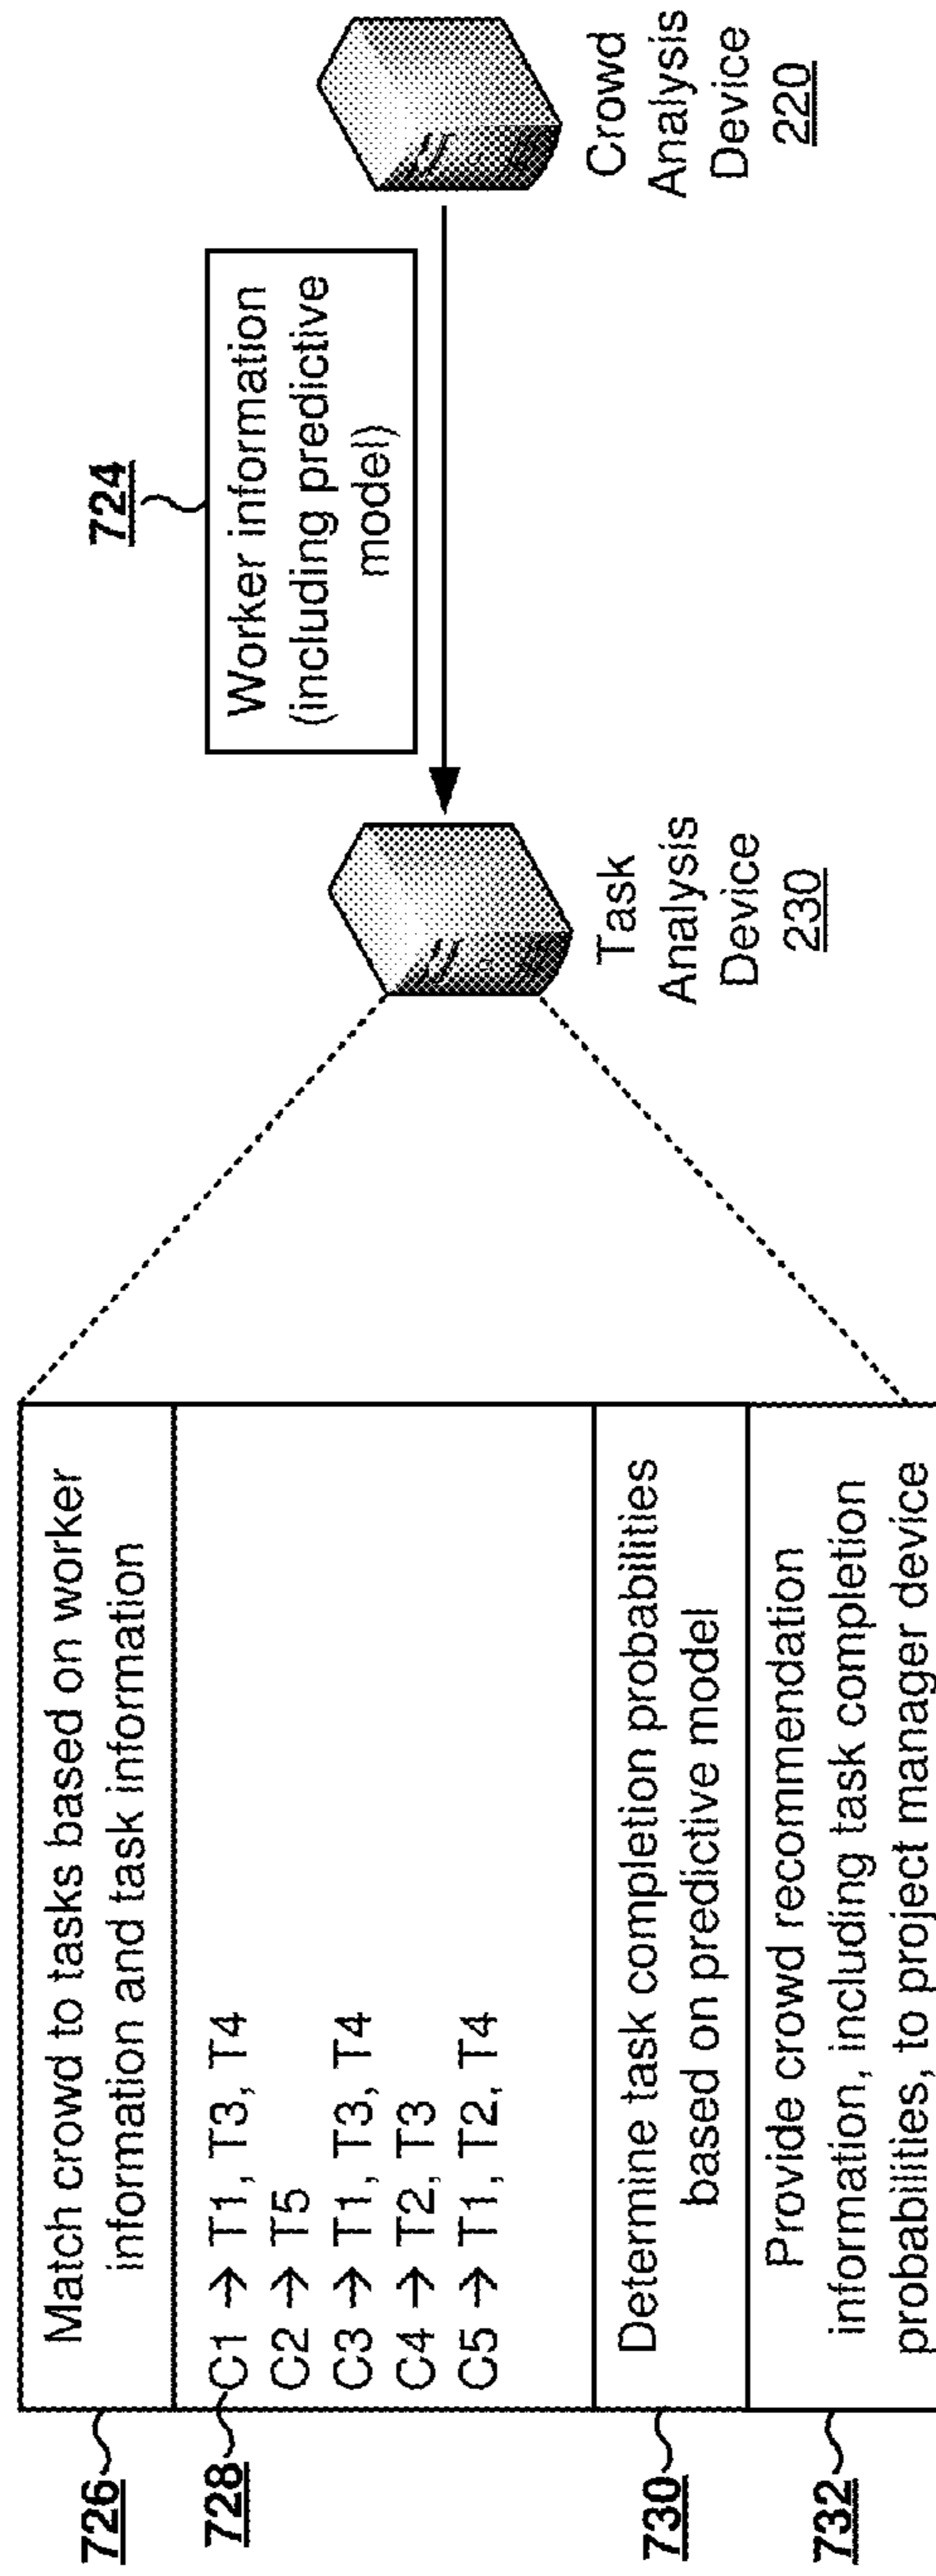 726
Match crowd to tasks based on worker
information and task information
728
C1 → T1, T3, T4
C2 → T5
C3 → T1, T3, T4
C4 → T2, T3
C5 → T1, T2, T4
730
Determine task completion probabilities
based on predictive model
732
Provide crowd recommendation
information, including task completion
probabilities, to project manager device
Task
Analysis
Device
230
724
Worker information
(including predictive
model)
Crowd
Analysis
Device
220